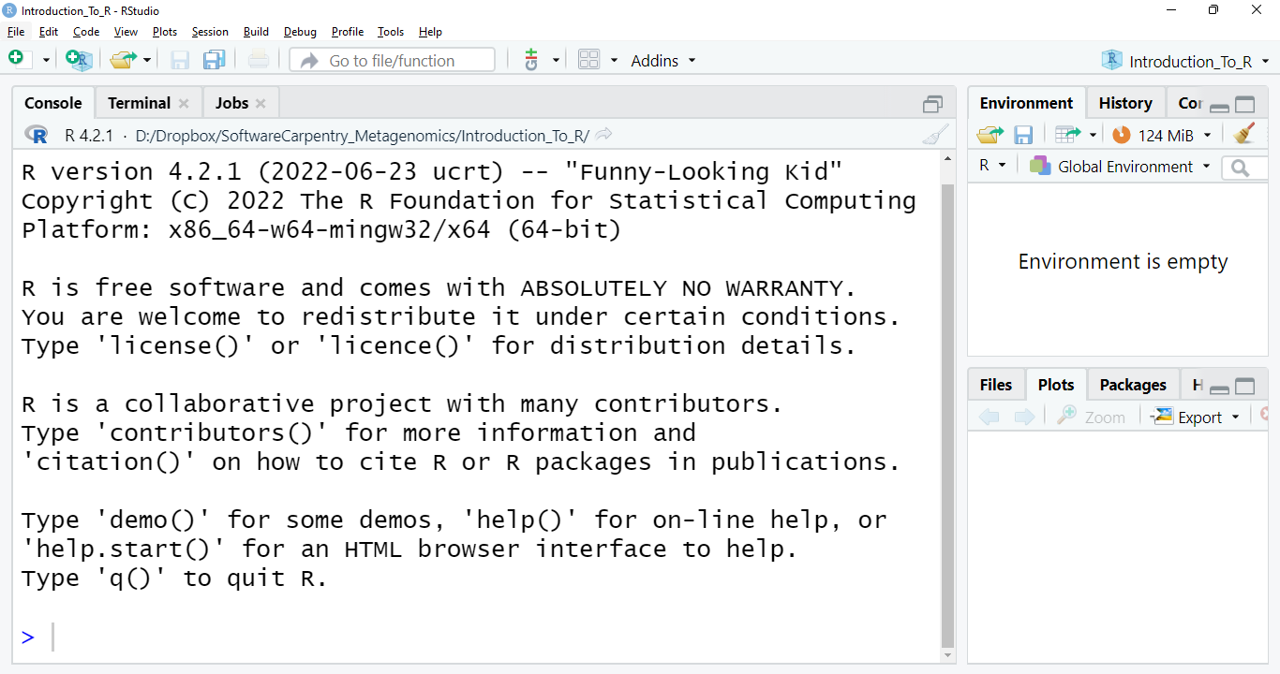 Introduction_To_R - RStudio
File Edit Code View Plots Session Build Debug Profile Tools Help
Go to file/function Addins Introduction_To_R
Console Terminal Jobs
R 4.2.1 · D:/Dropbox/SoftwareCarpentry_Metagenomics/Introduction_To_R/
R version 4.2.1 (2022-06-23 ucrt) -- "Funny-Looking Kid"
Copyright (C) 2022 The R Foundation for Statistical Computing
Platform: x86_64-w64-mingw32/x64 (64-bit)
R is free software and comes with ABSOLUTELY NO WARRANTY.
You are welcome to redistribute it under certain conditions.
Type 'license()' or 'licence()' for distribution details.
R is a collaborative project with many contributors.
Type 'contributors()' for more information and
'citation()' on how to cite R or R packages in publications.
Type 'demo()' for some demos, 'help()' for on-line help, or
'help.start()' for an HTML browser interface to help.
Type 'q()' to quit R.
>
Environment History Cor
124 MiB
R Global Environment
Environment is empty
Files Plots Packages H
Zoom Export